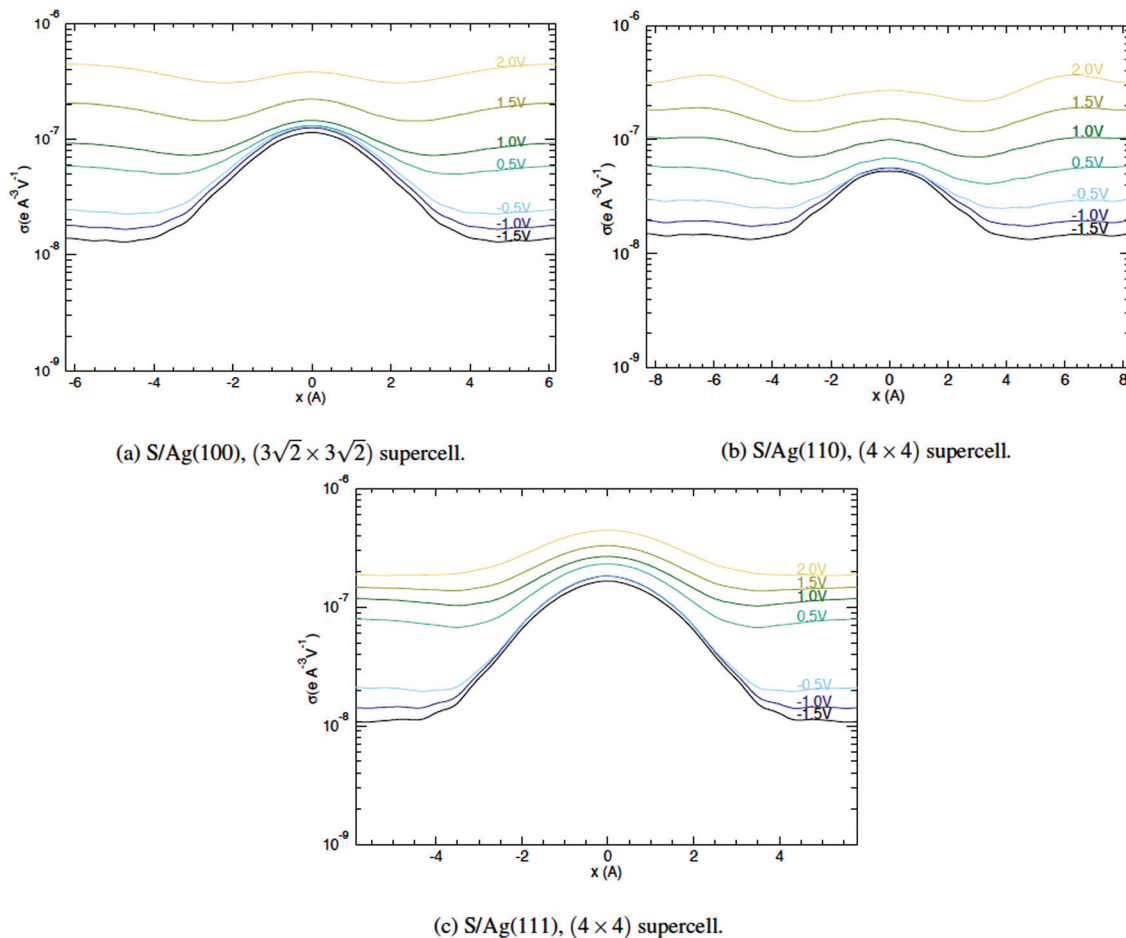 10⁻⁶
10⁻⁷
10⁻⁸
10⁻⁹
σ(e A⁻³V⁻¹)
2.0V
1.5V
1.0V
0.5V
-0.5V
-1.0V
-1.5V
-6 -4 -2 0 2 4 6
x (A)
(a) S/Ag(100), (3√2 × 3√2) supercell.
10⁻⁶
10⁻⁷
10⁻⁸
10⁻⁹
σ(e A⁻³V⁻¹)
2.0V
1.5V
1.0V
0.5V
-0.5V
-1.0V
-1.5V
-8 -6 -4 -2 0 2 4 6 8
x (A)
(b) S/Ag(110), (4 × 4) supercell.
10⁻⁶
10⁻⁷
10⁻⁸
10⁻⁹
σ(e A⁻³V⁻¹)
2.0V
1.5V
1.0V
0.5V
-0.5V
-1.0V
-1.5V
-4 -2 0 2 4
x (A)
(c) S/Ag(111), (4 × 4) supercell.